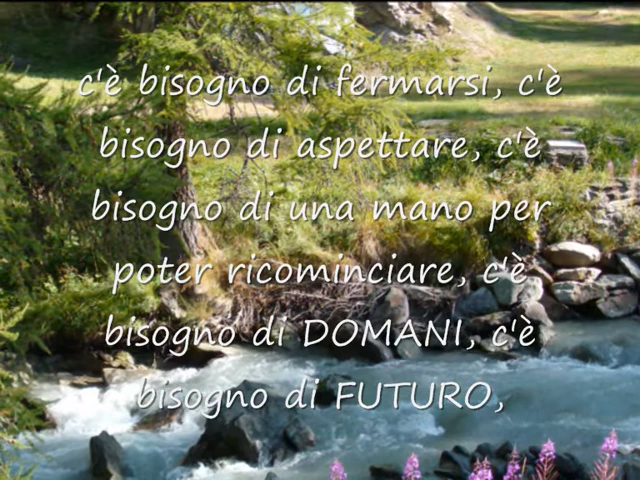 c'è bisogno di fermarsi, c'è
bisogno di aspettare, c'è
bisogno di una mano per
poter ricominciare, c'è
bisogno di DOMANI, c'è
bisogno di FUTURO,